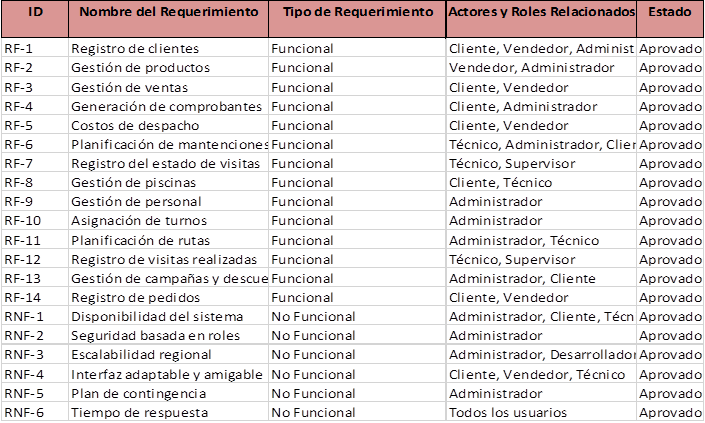 ID Nombre del Requerimiento Tipo de Requerimiento Actores y Roles Relacionados Estado
RF-1 Registro de clientes Funcional Cliente, Vendedor, Administ Aprovado
RF-2 Gestión de productos Funcional Vendedor, Administrador Aprovado
RF-3 Gestión de ventas Funcional Cliente, Vendedor Aprovado
RF-4 Generación de comprobantes Funcional Cliente, Administrador Aprovado
RF-5 Costos de despacho Funcional Cliente, Vendedor Aprovado
RF-6 Planificación de mantenciones Funcional Técnico, Administrador, Clien Aprovado
RF-7 Registro del estado de visitas Funcional Técnico, Supervisor Aprovado
RF-8 Gestión de piscinas Funcional Cliente, Técnico Aprovado
RF-9 Gestión de personal Funcional Administrador Aprovado
RF-10 Asignación de turnos Funcional Administrador Aprovado
RF-11 Planificación de rutas Funcional Administrador, Técnico Aprovado
RF-12 Registro de visitas realizadas Funcional Técnico, Supervisor Aprovado
RF-13 Gestión de campañas y descue Funcional Administrador, Cliente Aprovado
RF-14 Registro de pedidos Funcional Cliente, Vendedor Aprovado
RNF-1 Disponibilidad del sistema No Funcional Administrador, Cliente, Técn Aprovado
RNF-2 Seguridad basada en roles No Funcional Administrador Aprovado
RNF-3 Escalabilidad regional No Funcional Administrador, Desarrollador Aprovado
RNF-4 Interfaz adaptable y amigable No Funcional Cliente, Vendedor, Técnico Aprovado
RNF-5 Plan de contingencia No Funcional Administrador Aprovado
RNF-6 Tiempo de respuesta No Funcional Todos los usuarios Aprovado